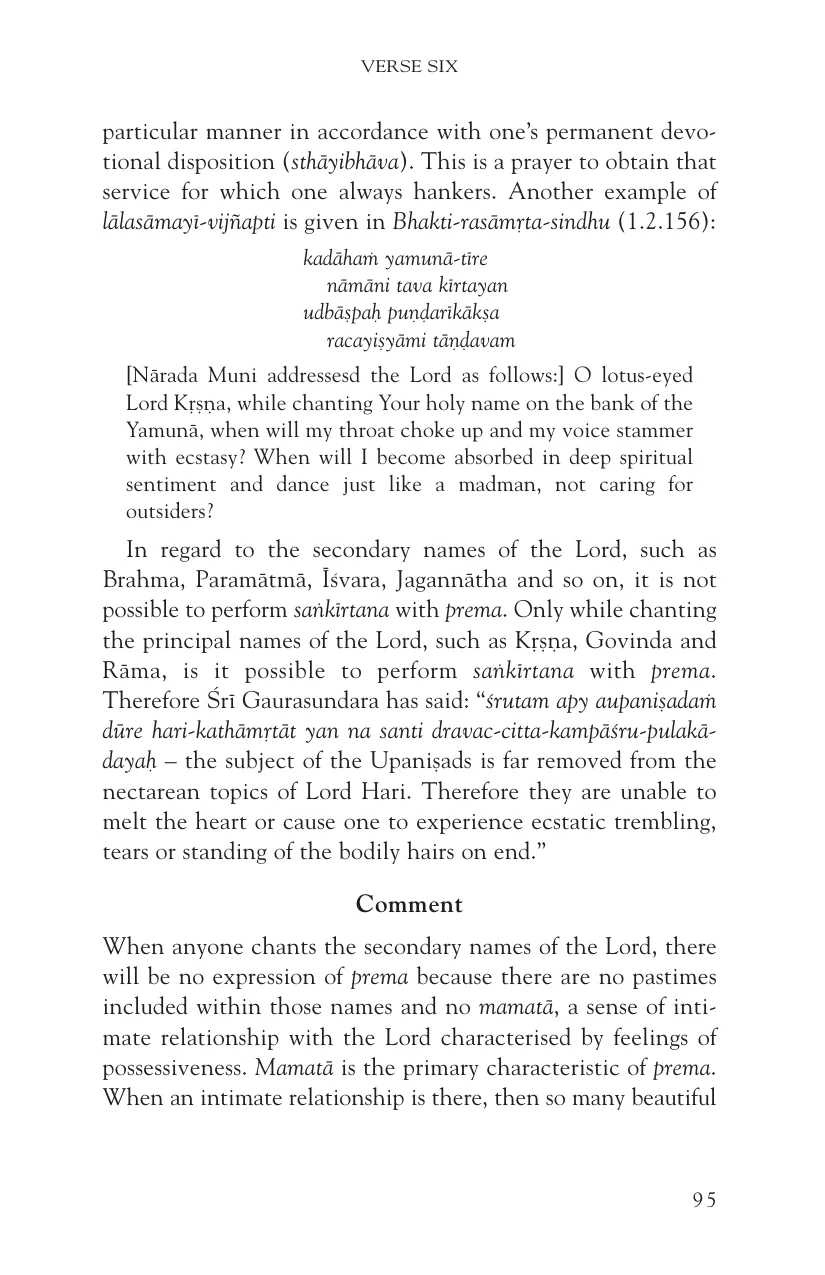 VERSE SIX
particular manner in accordance with one’s permanent devo-
tional disposition (sthāyibhāva). This is a prayer to obtain that
service for which one always hankers. Another example of
lālasāmayī-vijñapti is given in Bhakti-rasāmṛta-sindhu (1.2.156):
kadāhaṁ yamunā-tīre
nāmāni tava kīrtayan
udbāṣpaḥ puṇḍarīkākṣa
racayiṣyāmi tāṇḍavam
[Nārada Muni addressesd the Lord as follows:] O lotus-eyed
Lord Kṛṣṇa, while chanting Your holy name on the bank of the
Yamunā, when will my throat choke up and my voice stammer
with ecstasy? When will I become absorbed in deep spiritual
sentiment and dance just like a madman, not caring for
outsiders?
In regard to the secondary names of the Lord, such as
Brahma, Paramātmā, Īśvara, Jagannātha and so on, it is not
possible to perform saṅkīrtana with prema. Only while chanting
the principal names of the Lord, such as Kṛṣṇa, Govinda and
Rāma, is it possible to perform saṅkīrtana with prema.
Therefore Śrī Gaurasundara has said: “śrutam apy aupaniṣadaṁ
dūre hari-kathāmṛtāt yan na santi dravac-citta-kampāśru-pulakā-
dayaḥ – the subject of the Upaniṣads is far removed from the
nectarean topics of Lord Hari. Therefore they are unable to
melt the heart or cause one to experience ecstatic trembling,
tears or standing of the bodily hairs on end.”
Comment
When anyone chants the secondary names of the Lord, there
will be no expression of prema because there are no pastimes
included within those names and no mamatā, a sense of inti-
mate relationship with the Lord characterised by feelings of
possessiveness. Mamatā is the primary characteristic of prema.
When an intimate relationship is there, then so many beautiful
95